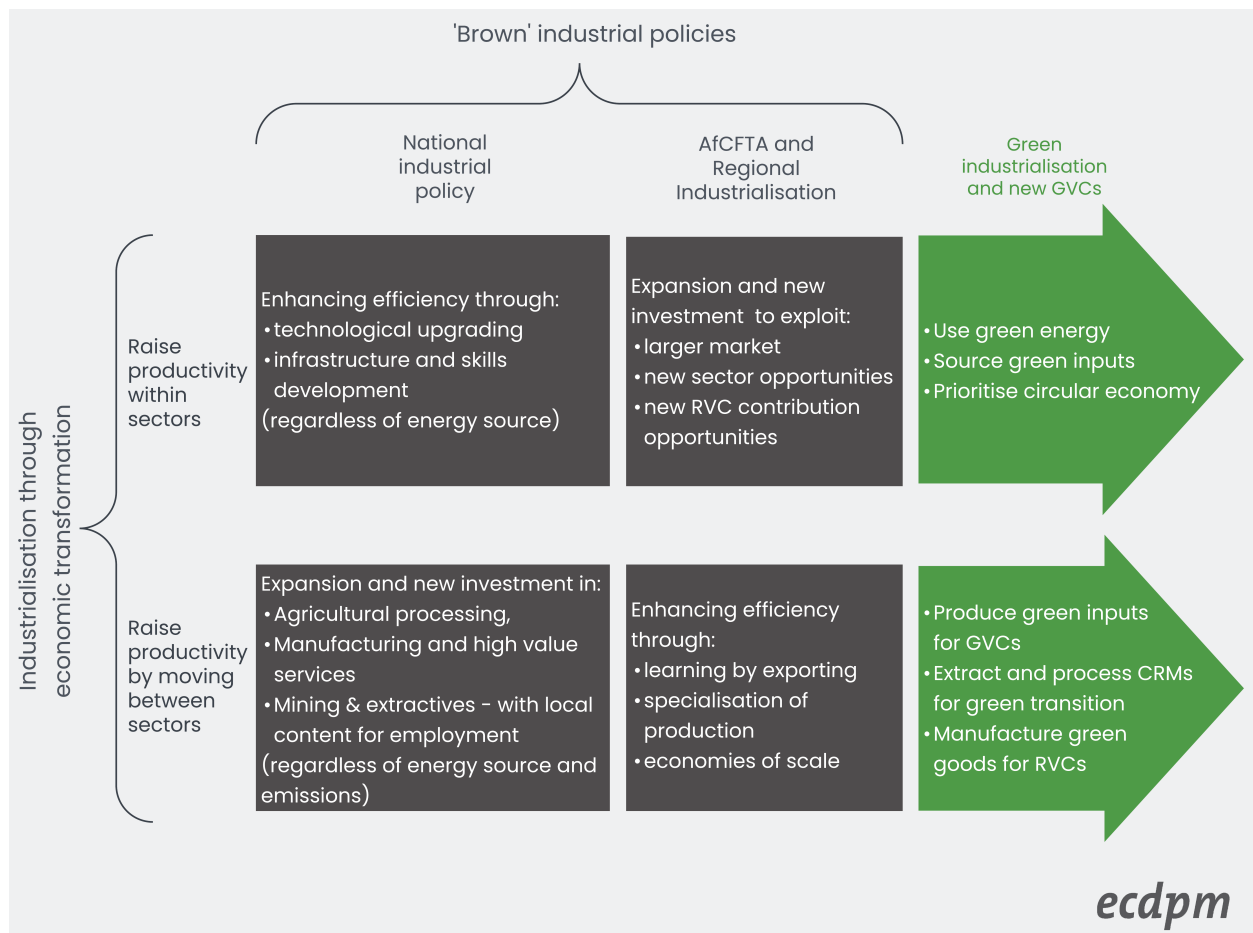 'Brown' industrial policies
National
industrial
policy
AfCFTA and
Regional
Industrialisation
Green
industrialisation
and new GVCs
Industrialisation through
economic transformation
Raise
productivity
within
sectors
Enhancing efficiency through:
•technological upgrading
•infrastructure and skills
development
(regardless of energy source)
Expansion and new
investment to exploit:
•larger market
•new sector opportunities
•new RVC contribution
opportunities
•Use green energy
•Source green inputs
•Prioritise circular economy
Raise
productivity
by moving
between
sectors
Expansion and new investment in:
•Agricultural processing,
•Manufacturing and high value
services
•Mining & extractives - with local
content for employment
(regardless of energy source and
emissions)
Enhancing efficiency
through:
•learning by exporting
•specialisation of
production
•economies of scale
•Produce green inputs
for GVCs
•Extract and process CRMs
for green transition
•Manufacture green
goods for RVCs
ecdpm